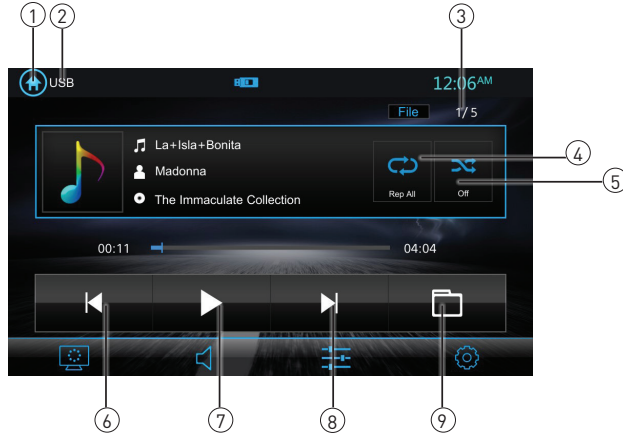 1 2 3
USB 12:06AM
File 1/5
La+Isla+Bonita
Madonna
The Immaculate Collection
Rep All Off
4
5
00:11 04:04
6 7 8 9